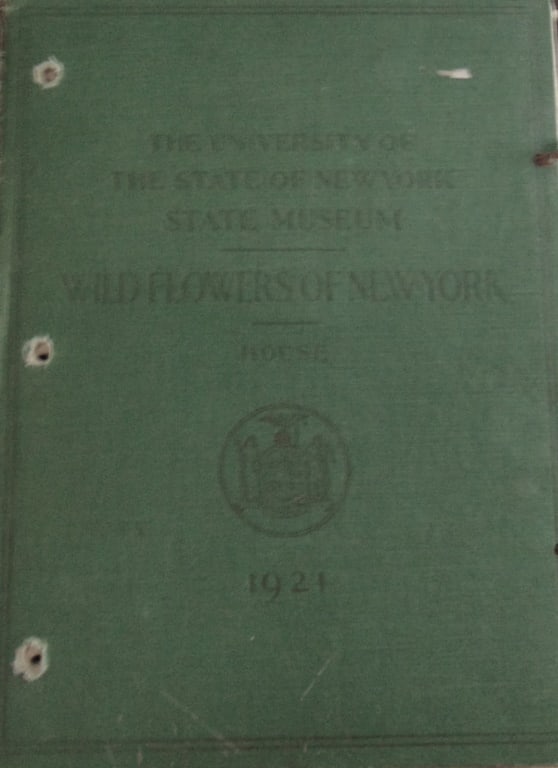 THE UNIVERSITY OF
THE STATE OF NEW YORK
STATE MUSEUM
WILD FLOWERS OF NEW YORK
HOUSE
1921